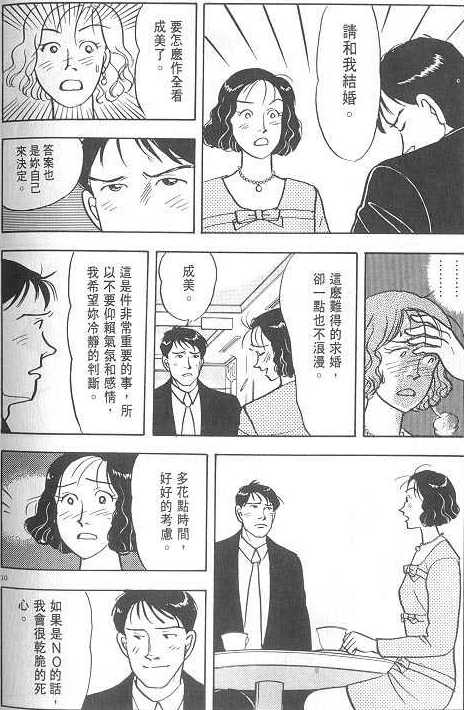 請和我結婚。
要怎麼作全看
成美了。
答案也
是妳自己
來決定。
………
……
這麼難得的求婚,
卻一點也不浪漫。
成美。
這是件非常重要的事,所
以不要仰賴氣氛和感情,
我希望妳冷靜的判斷。
多花點時間,
好好的考慮。
如果是NO的話,
我會很乾脆的死
心。
10